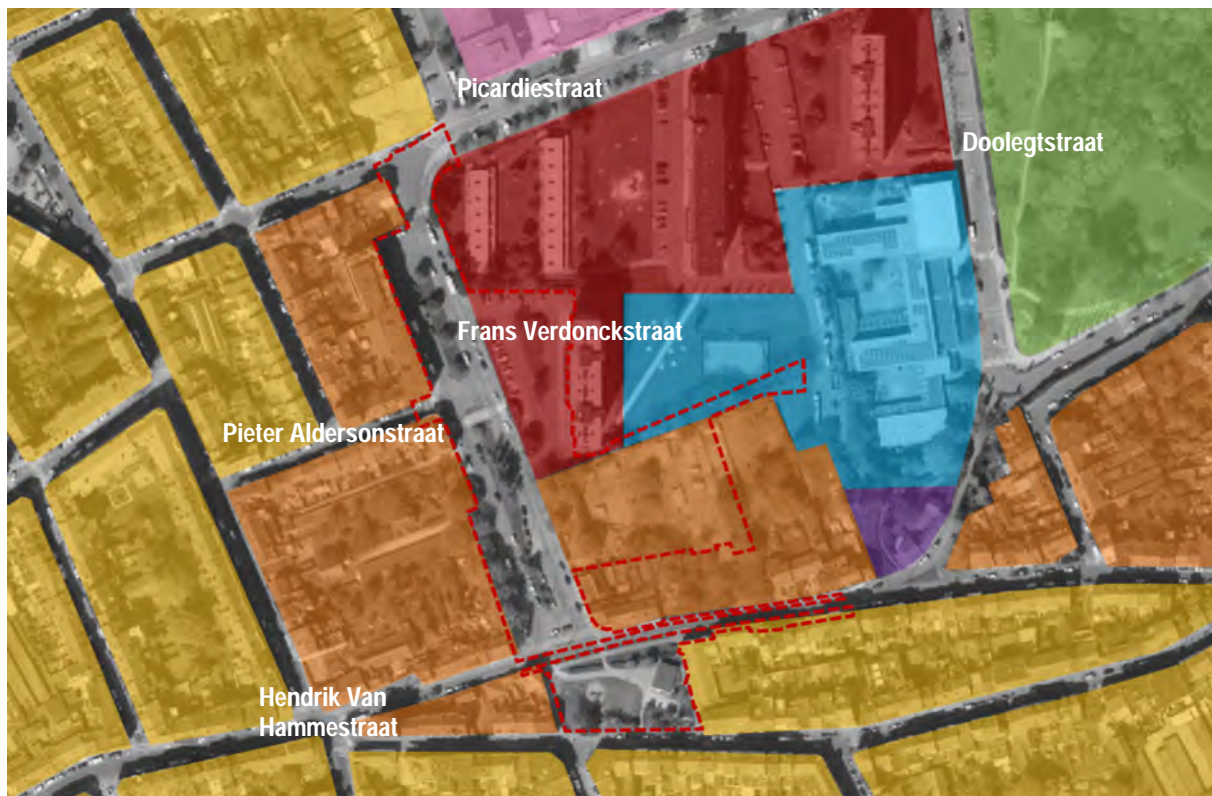 Picardiestraat
Doolegtstraat
Frans Verdonckstraat
Pieter Aldersonstraat
Hendrik Van
Hammestraat